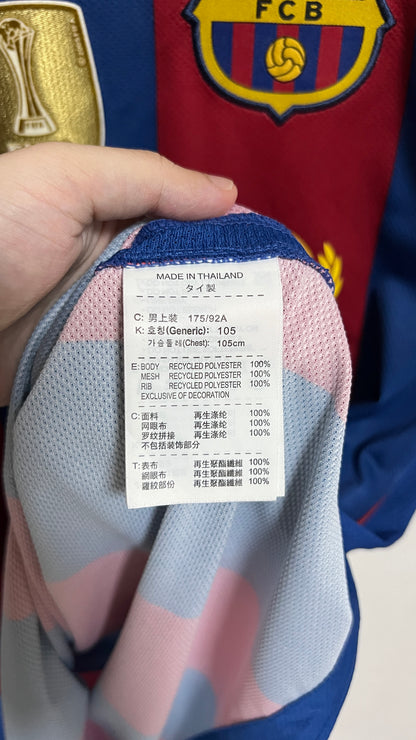 FCB
FIFA
MADE IN THAILAND
タイ製
C: 男上装 175/92A
K: 호칭(Generic): 105
가슴둘레(Chest): 105cm
E: BODY RECYCLED POLYESTER 100%
MESH RECYCLED POLYESTER 100%
RIB RECYCLED POLYESTER 100%
EXCLUSIVE OF DECORATION
C: 面料 再生涤纶 100%
网眼布 再生涤纶 100%
罗纹拼接 再生涤纶 100%
不包括装饰部分
T: 表布 再生聚酯纖維 100%
網眼布 再生聚酯纖維 100%
羅紋部份 再生聚酯纖維 100%